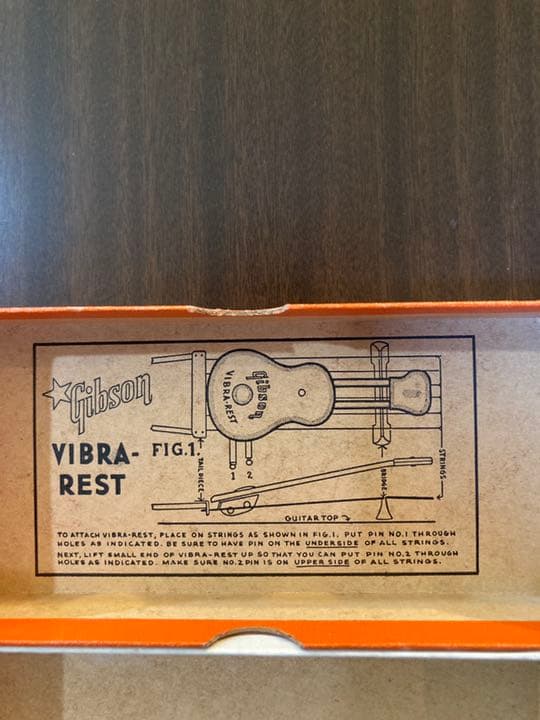 Gibson
VIBRA-
REST
FIG.1.
Gibson
VIBRA-REST
1 2
TAIL PIECE
BRIDGE
STRINGS
GUITAR TOP
TO ATTACH VIBRA-REST, PLACE ON STRINGS AS SHOWN IN FIG.1. PUT PIN NO.1 THROUGH
HOLES AS INDICATED. BE SURE TO HAVE PIN ON THE UNDERSIDE OF ALL STRINGS.
NEXT, LIFT SMALL END OF VIBRA-REST UP SO THAT YOU CAN PUT PIN NO.2 THROUGH
HOLES AS INDICATED. MAKE SURE NO.2 PIN IS ON UPPER SIDE OF ALL STRINGS.